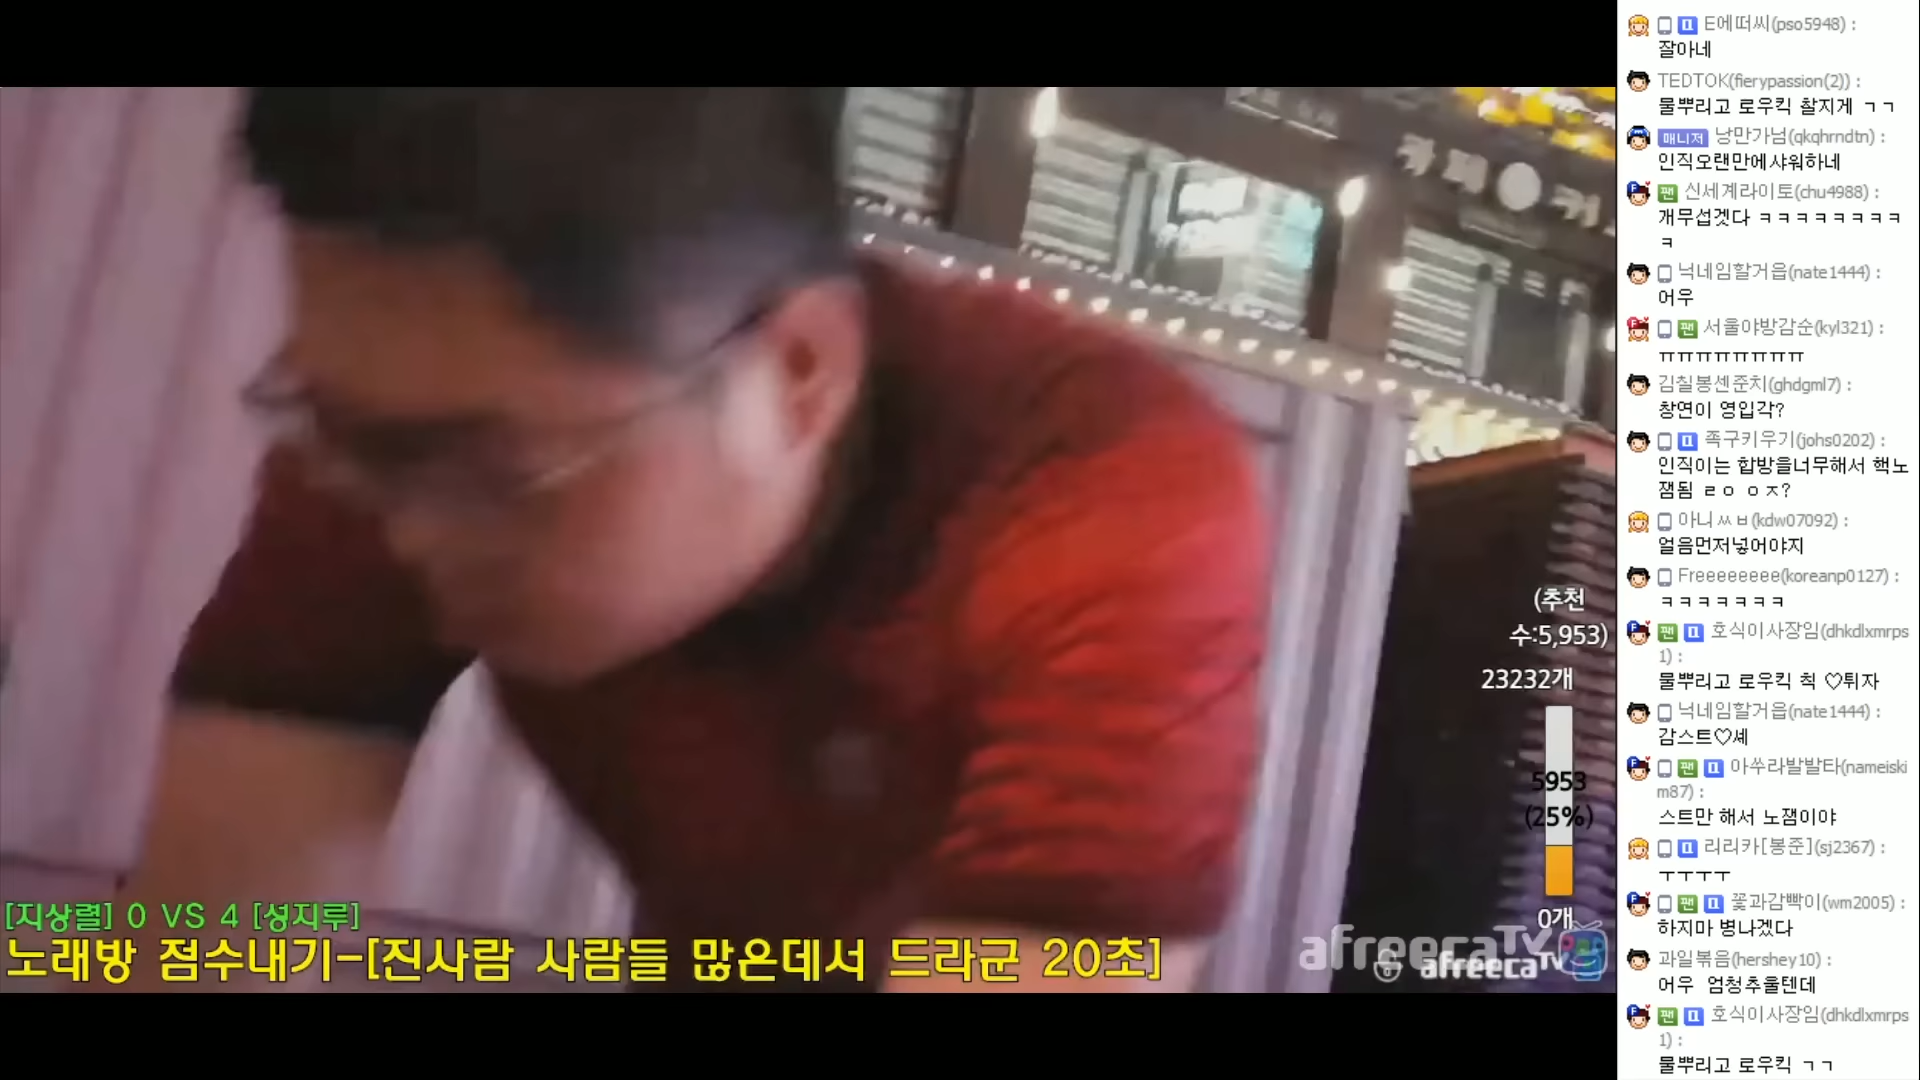 카페
커
(추천
수:5,953)
23232개
5953
(25%)
0개
[지상렬] 0 VS 4 [성지루]
노래방 점수내기-[진사람 사람들 많은데서 드라군 20초]
afreecaTV
afreecaTV
E에떠씨(pso5948) :
잘아네
TEDTOK(fierypassion(2)) :
물뿌리고 로우킥 찰지게 ㄱㄱ
매니저 낭만가넘(qkqhrndtn) :
인직오랜만에샤워하네
팬 신세계라이토(chu4988) :
개무섭겟다 ㅋㅋㅋㅋㅋㅋㅋㅋ
ㅋ
닉네임할거읍(nate1444) :
어우
팬 서울야방감순(kyl321) :
ㅠㅠㅠㅠㅠㅠㅠㅠ
김칠봉센준치(ghdgml7) :
창연이 영입각?
족구키우기(johs0202) :
인직이는 합방을너무해서 핵노
잼됨 ㄹㅇ ㅇㅈ?
아니ㅆㅂ(kdw07092) :
얼음먼저넣어야지
Freeeeeeee(koreanp0127) :
ㅋㅋㅋㅋㅋㅋㅋ
팬 호식이사장임(dhkdlxmrps
1) :
물뿌리고 로우킥 척 ♡튀자
닉네임할거읍(nate1444) :
감스트♡셰
팬 아쑤라발발타(nameiski
m87) :
스트만 해서 노잼이야
리리카[봉준](sj2367) :
ㅜㅜㅜㅜ
팬 꽃과감빡이(wm2005) :
하지마 병나겠다
과일볶음(hershey10) :
어우  엄청추울텐데
팬 호식이사장임(dhkdlxmrps
1) :
물뿌리고 로우킥 ㄱㄱ